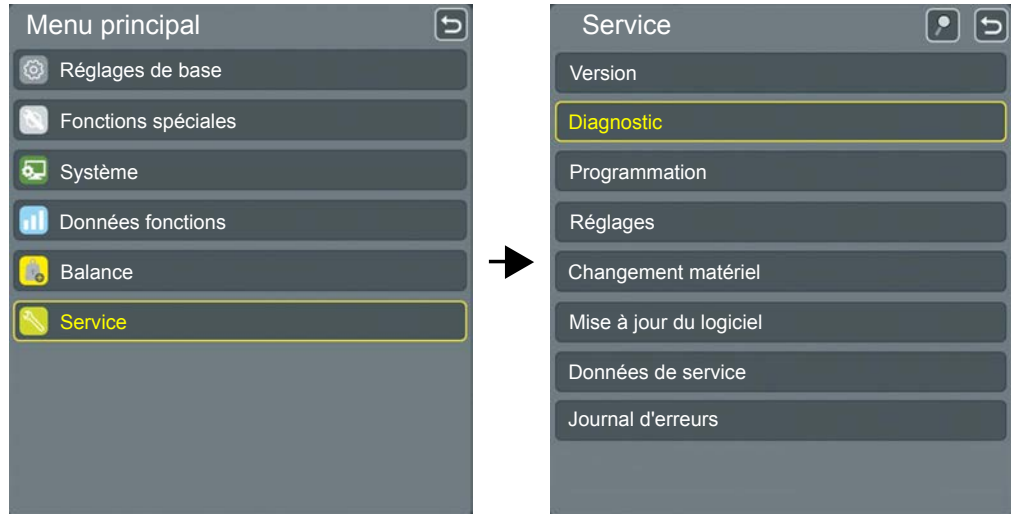 Menu principal
Réglages de base
Fonctions spéciales
Système
Données fonctions
Balance
Service
Service
Version
Diagnostic
Programmation
Réglages
Changement matériel
Mise à jour du logiciel
Données de service
Journal d'erreurs